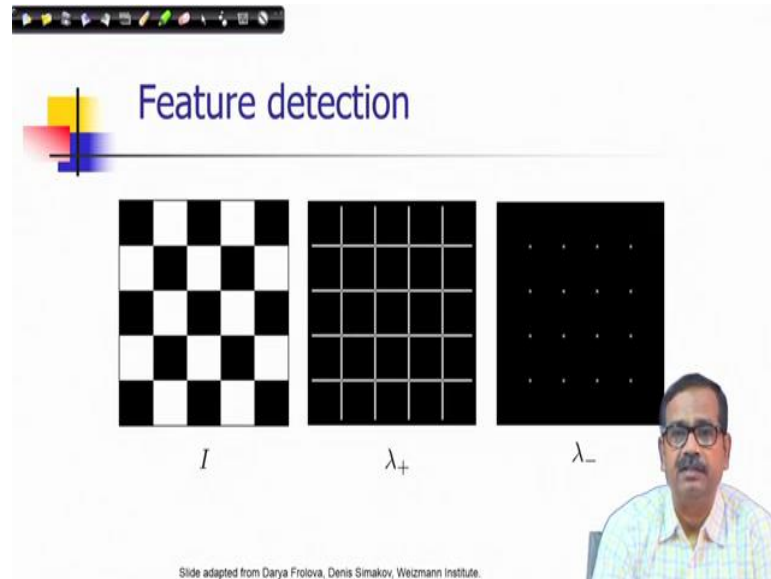 Feature detection
I λ₊ λ₋
Slide adapted from Darya Frolova, Denis Simakov, Weizmann Institute.